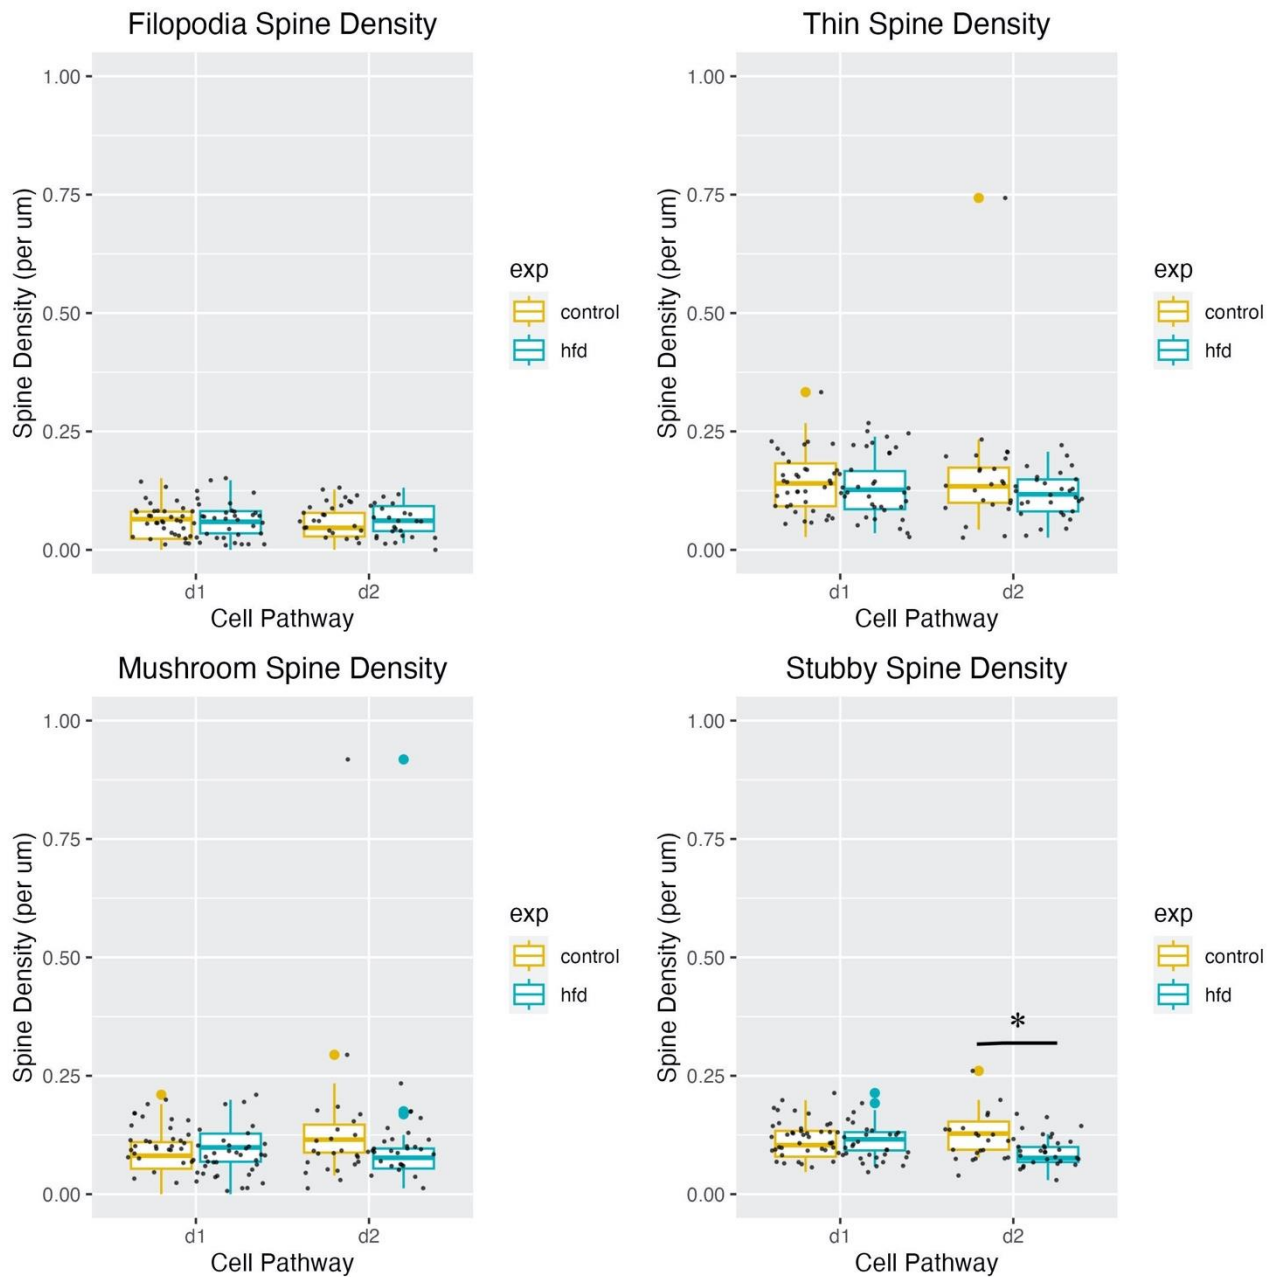 Filopodia Spine Density
1.00
0.75
0.50
0.25
0.00
Spine Density (per um)
d1 d2
Cell Pathway
exp
control
hfd
Thin Spine Density
1.00
0.75
0.50
0.25
0.00
Spine Density (per um)
d1 d2
Cell Pathway
exp
control
hfd
Mushroom Spine Density
1.00
0.75
0.50
0.25
0.00
Spine Density (per um)
d1 d2
Cell Pathway
exp
control
hfd
Stubby Spine Density
1.00
0.75
0.50
0.25
0.00
Spine Density (per um)
*
d1 d2
Cell Pathway
exp
control
hfd